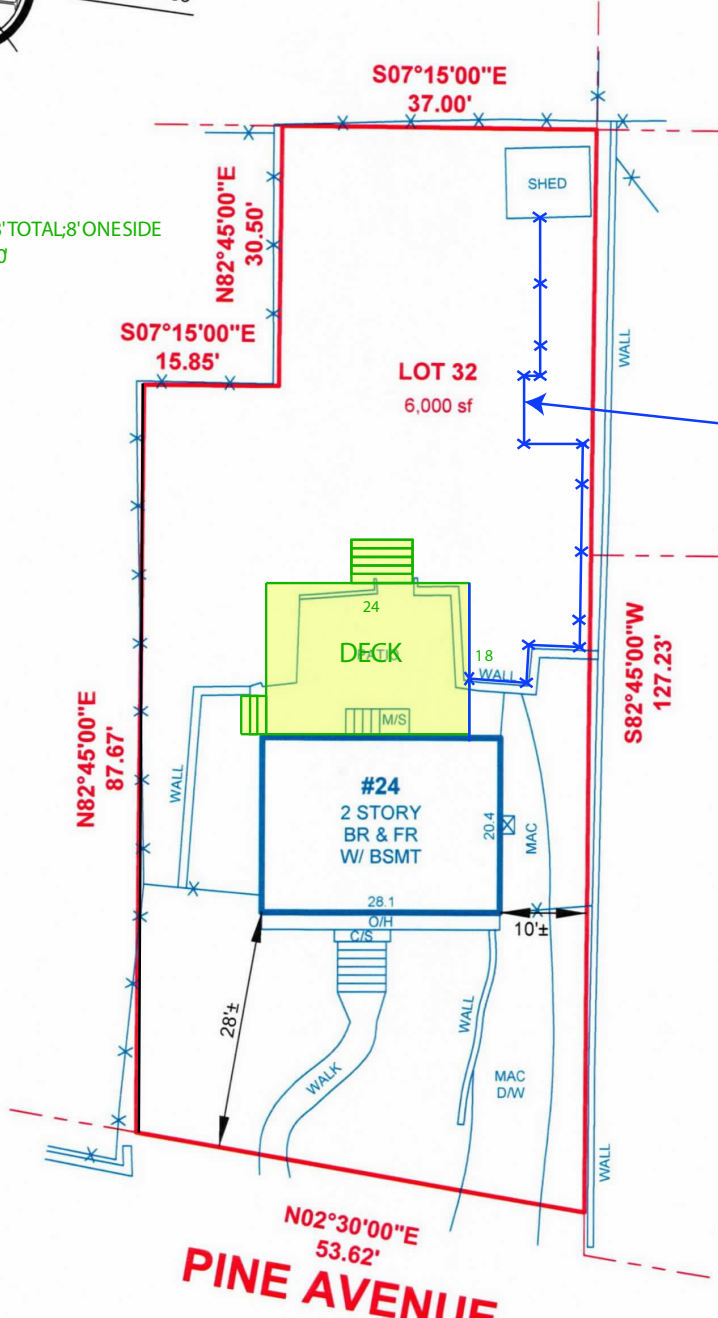 S07°15'00"E
37.00'
SHED
N82°45'00"E
30.50'
'TOTAL;8'ONESIDE
S07°15'00"E
15.85'
WALL
LOT 32
6,000 sf
24
DECK
18
WALL
S82°45'00"W
127.23'
N82°45'00"E
87.67'
WALL
M/S
#24
2 STORY
BR & FR
W/ BSMT
20.4
MAC
28.1
O/H
C/S
10'±
28'±
WALL
WALK
MAC
D/W
WALL
N02°30'00"E
53.62'
PINE AVENUE